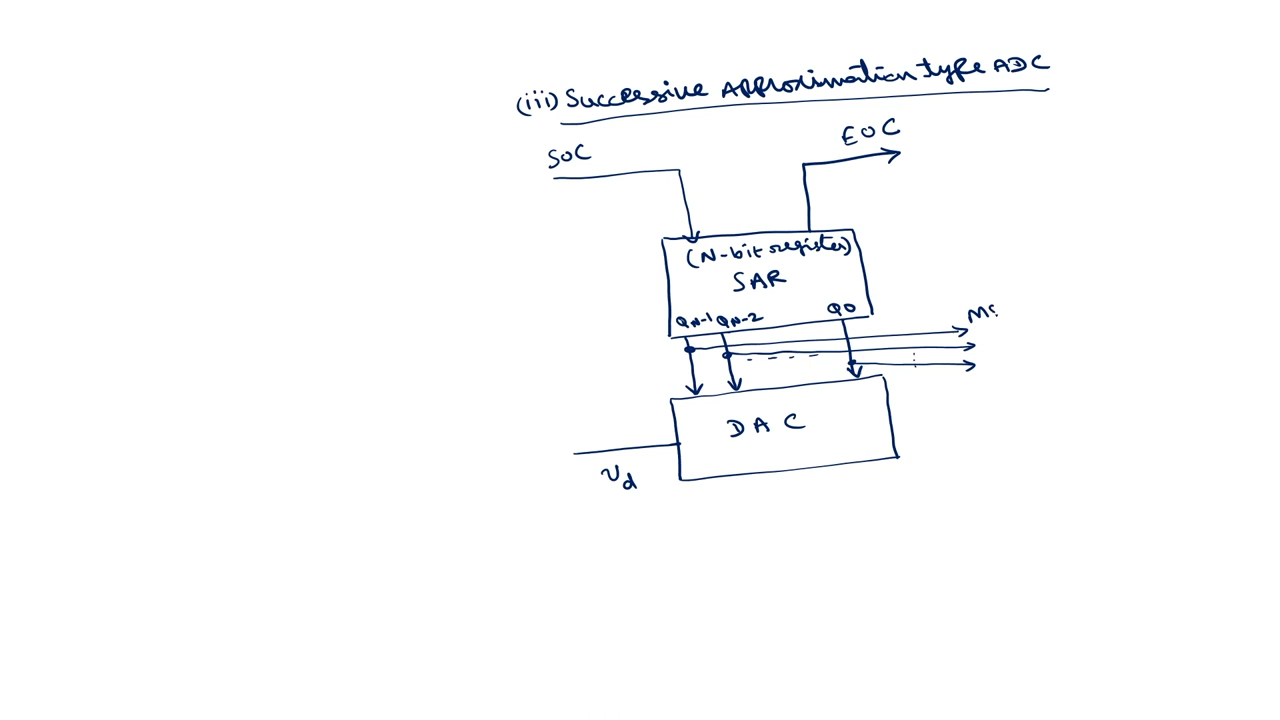 (iii) Successive Approximation type ADC
EOC
SOC
(N-bit register)
SAR
QN-1 QN-2 Q0
DAC
Vd